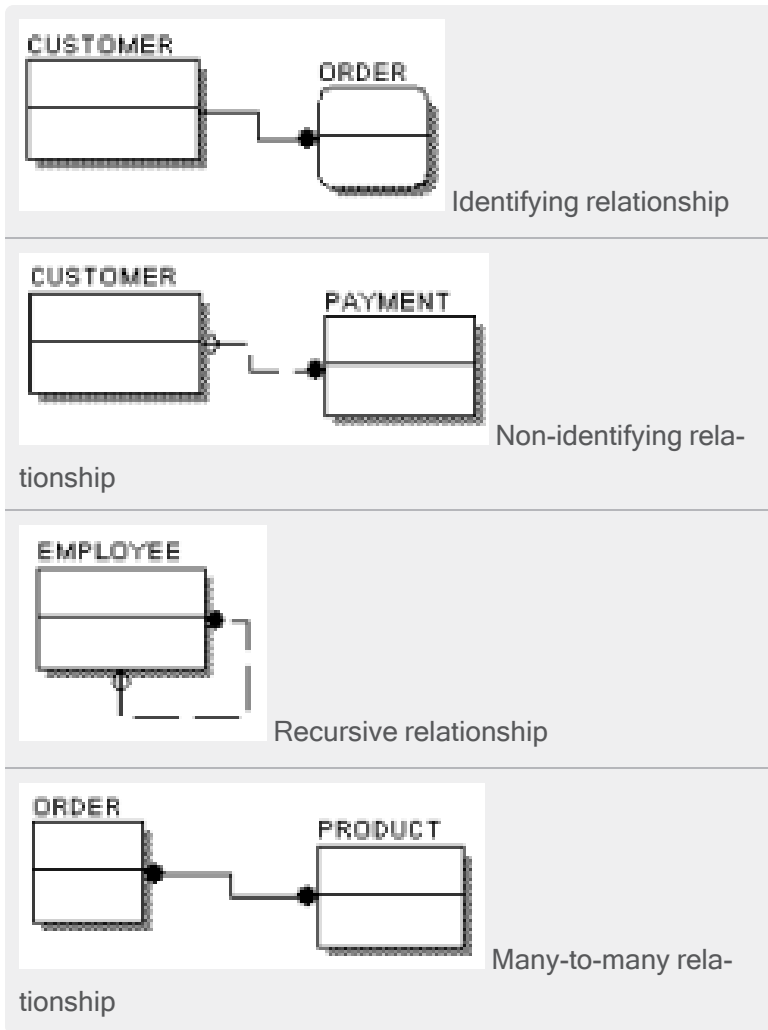 CUSTOMER
ORDER
Identifying relationship
CUSTOMER
PAYMENT
Non-identifying rela-
tionship
EMPLOYEE
Recursive relationship
ORDER
PRODUCT
Many-to-many rela-
tionship